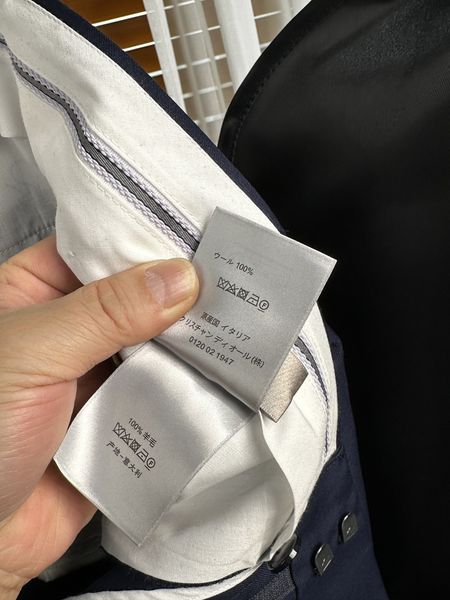 ウール 100%
原産国 イタリア
クリスチャン ディオール(株)
0120 02 1947
100% 羊毛
产地 - 意大利